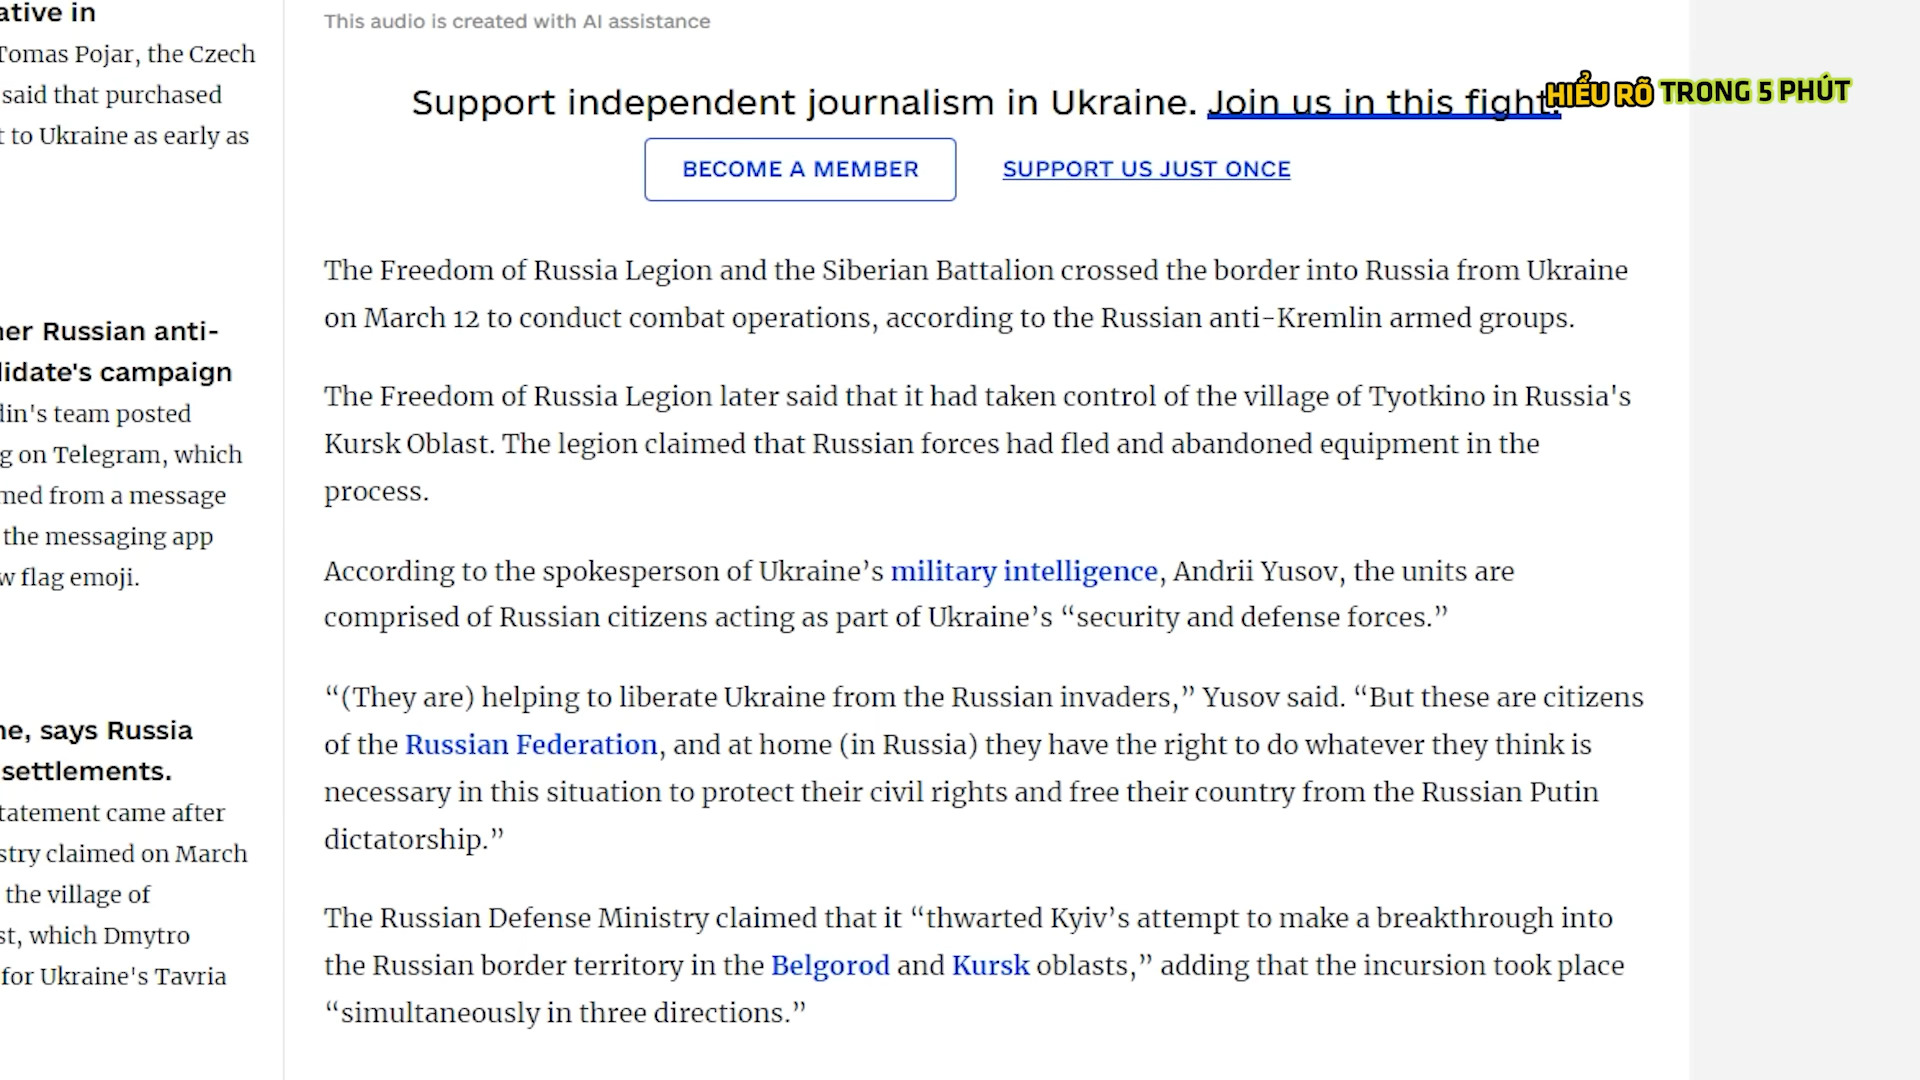 ative in
Tomas Pojar, the Czech
said that purchased
t to Ukraine as early as
ner Russian anti-
lidate's campaign
din's team posted
g on Telegram, which
med from a message
the messaging app
w flag emoji.
ne, says Russia
settlements.
tatement came after
stry claimed on March
the village of
st, which Dmytro
for Ukraine's Tavria
This audio is created with AI assistance
Support independent journalism in Ukraine. Join us in this fight.
HIỂU RÕ TRONG 5 PHÚT
BECOME A MEMBER
SUPPORT US JUST ONCE
The Freedom of Russia Legion and the Siberian Battalion crossed the border into Russia from Ukraine
on March 12 to conduct combat operations, according to the Russian anti-Kremlin armed groups.
The Freedom of Russia Legion later said that it had taken control of the village of Tyotkino in Russia's
Kursk Oblast. The legion claimed that Russian forces had fled and abandoned equipment in the
process.
According to the spokesperson of Ukraine’s military intelligence, Andrii Yusov, the units are
comprised of Russian citizens acting as part of Ukraine’s “security and defense forces.”
“(They are) helping to liberate Ukraine from the Russian invaders,” Yusov said. “But these are citizens
of the Russian Federation, and at home (in Russia) they have the right to do whatever they think is
necessary in this situation to protect their civil rights and free their country from the Russian Putin
dictatorship.”
The Russian Defense Ministry claimed that it “thwarted Kyiv’s attempt to make a breakthrough into
the Russian border territory in the Belgorod and Kursk oblasts,” adding that the incursion took place
“simultaneously in three directions.”